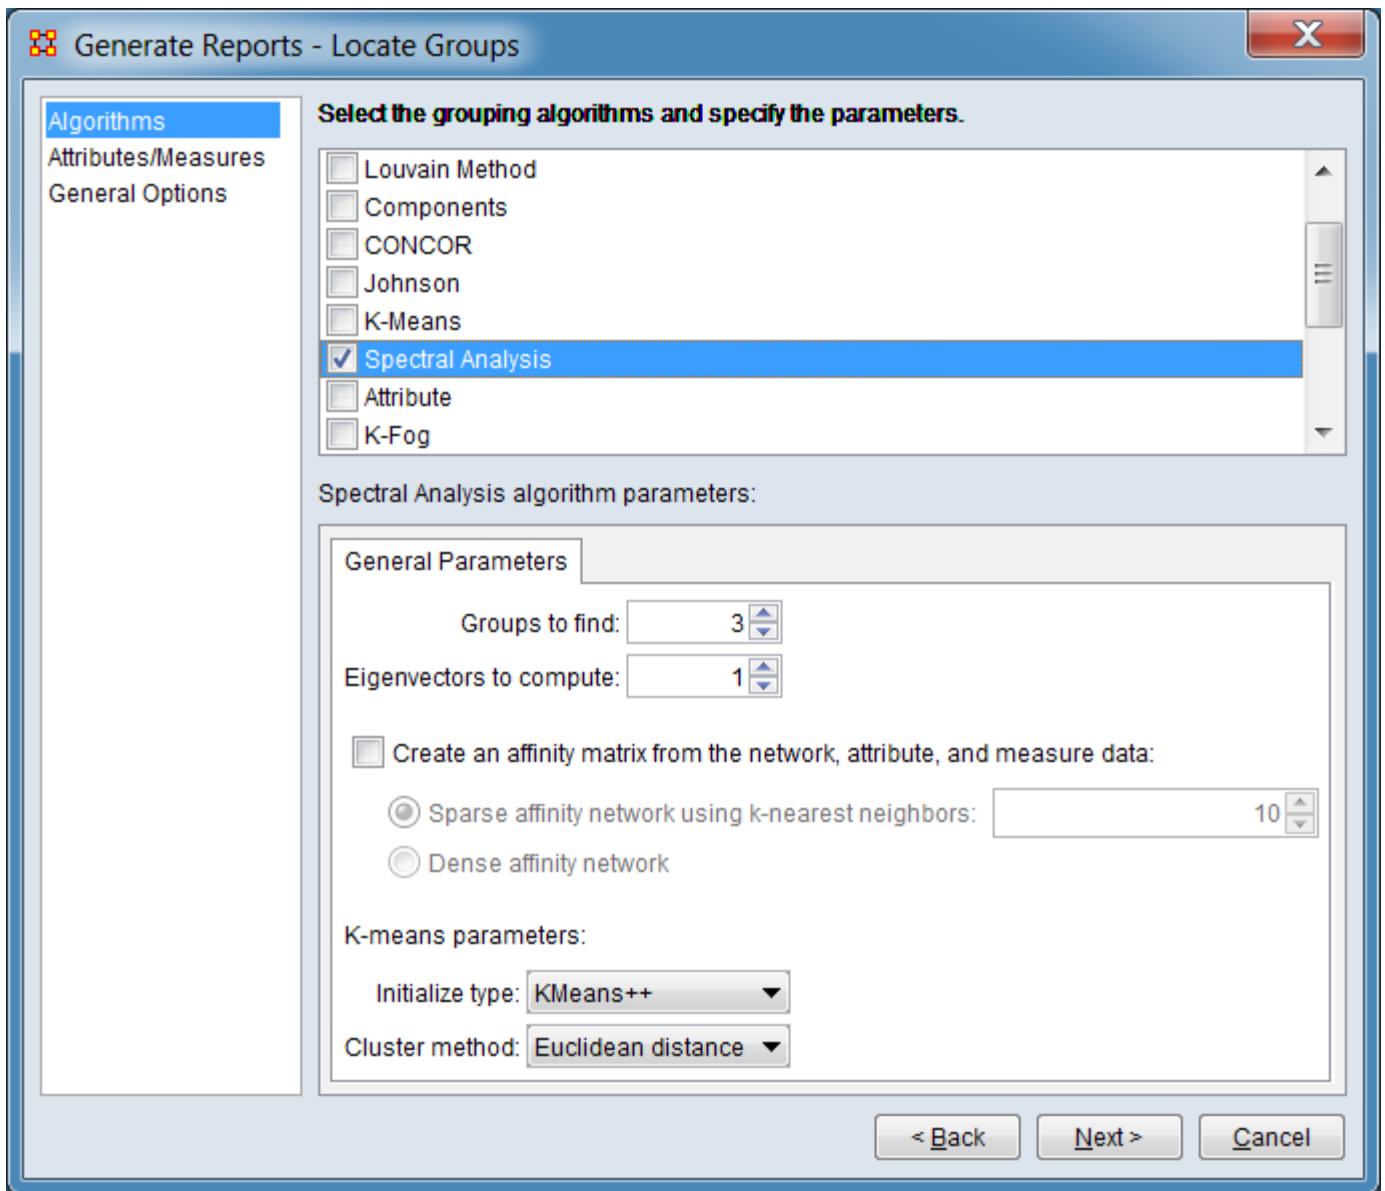 Generate Reports - Locate Groups
Algorithms
Attributes/Measures
General Options
Select the grouping algorithms and specify the parameters.
Louvain Method
Components
CONCOR
Johnson
K-Means
Spectral Analysis
Attribute
K-Fog
Spectral Analysis algorithm parameters:
General Parameters
Groups to find: 3
Eigenvectors to compute: 1
Create an affinity matrix from the network, attribute, and measure data:
Sparse affinity network using k-nearest neighbors: 10
Dense affinity network
K-means parameters:
Initialize type: KMeans++
Cluster method: Euclidean distance
< Back Next > Cancel